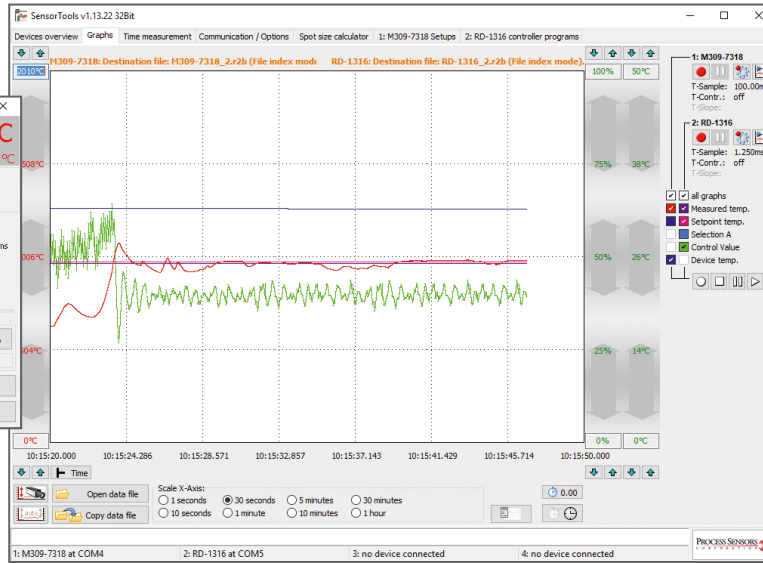 SensorTools v1.13.22 32Bit
Devices overview Graphs Time measurement Communication / Options Spot size calculator 1: M309-7318 Setups 2: RD-1316 controller programs
M309-7318: Destination file: M309-7318_2.r2b (File index mode RD-1316: Destination file: RD-1316_2.r2b (File index mode).
2010°C 100% 50°C
508°C 75% 38°C
006°C 50% 26°C
504°C 25% 14°C
0°C 0% 0°C
10:15:20.000 10:15:24.286 10:15:28.571 10:15:32.857 10:15:37.143 10:15:41.429 10:15:45.714 10:15:50.000
Time
C
°C
ms
1: M309-7318
T-Sample: 100.00m
T-Contr.: off
T-Slope:
2: RD-1316
T-Sample: 1.250ms
T-Contr.: off
T-Slope:
all graphs
Measured temp.
Setpoint temp.
Selection A
Control Value
Device temp.
Open data file
auto Copy data file
Scale X-Axis:
1 seconds 30 seconds 5 minutes 30 minutes
10 seconds 1 minute 10 minutes 1 hour
0.00
1: M309-7318 at COM4 2: RD-1316 at COM5 3: no device connected 4: no device connected
PROCESS SENSORS
CORPORATION